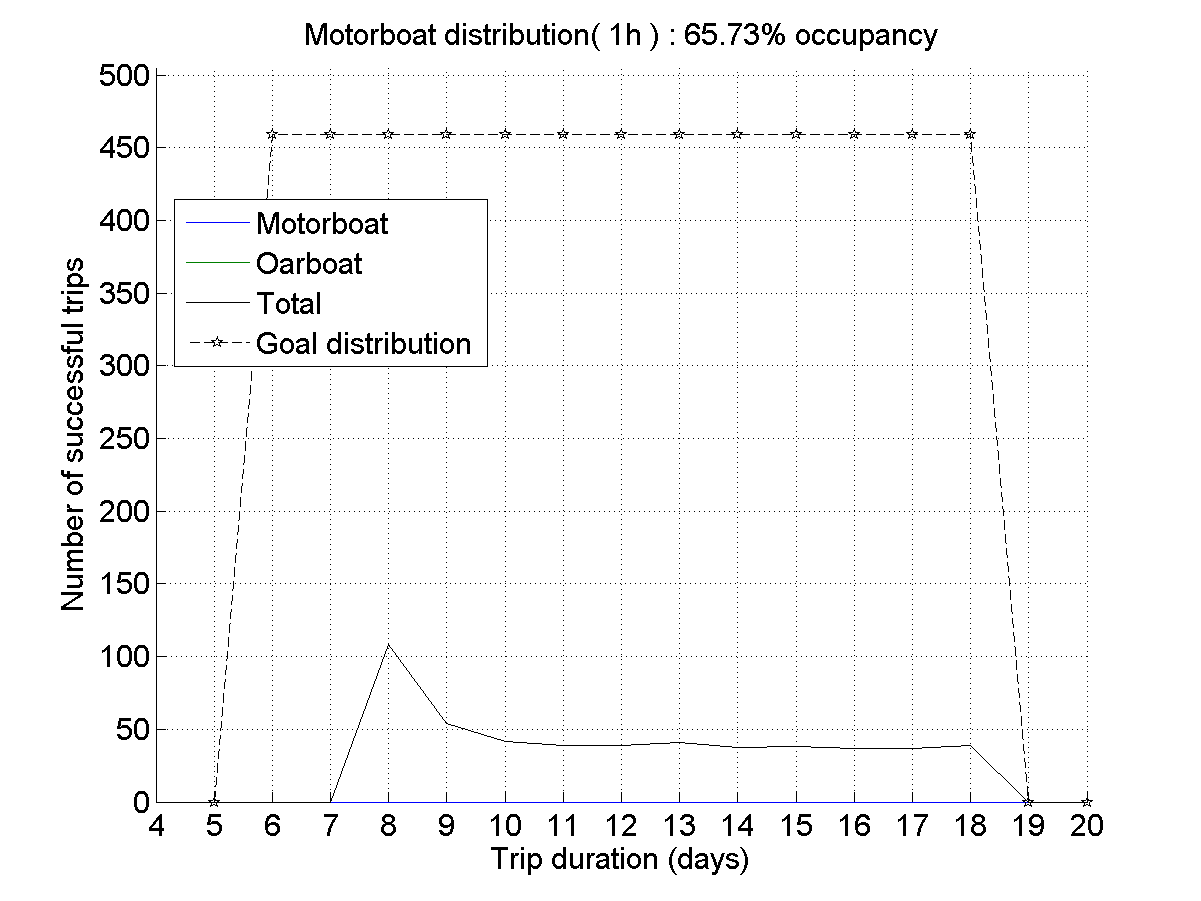 Motorboat distribution( 1h ) : 65.73% occupancy
500
450
400
350
300
250
200
150
100
50
0
Number of successful trips
Motorboat
Oarboat
Total
Goal distribution
4 5 6 7 8 9 10 11 12 13 14 15 16 17 18 19 20
Trip duration (days)